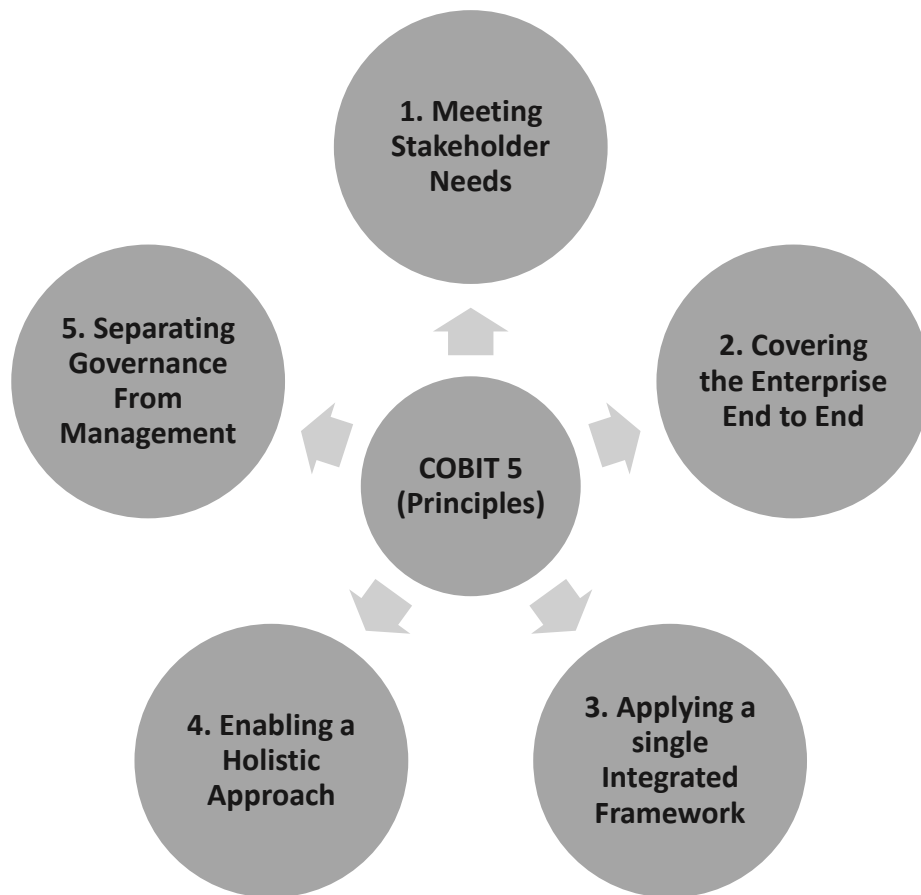 1. Meeting
Stakeholder
Needs
5. Separating
Governance
From
Management
2. Covering
the Enterprise
End to End
COBIT 5
(Principles)
4. Enabling a
Holistic
Approach
3. Applying a
single
Integrated
Framework